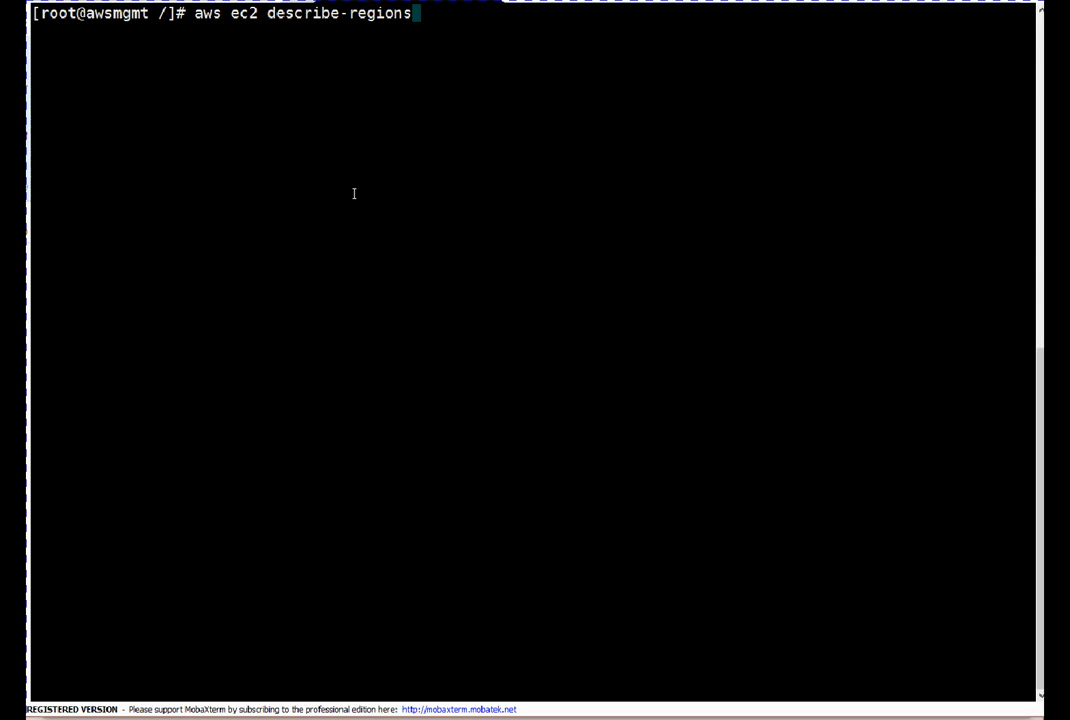 [root@awsmgmt /]# aws ec2 describe-regions
REGISTERED VERSION - Please support MobaXterm by subscribing to the professional edition here: http://mobaxterm.mobatek.net